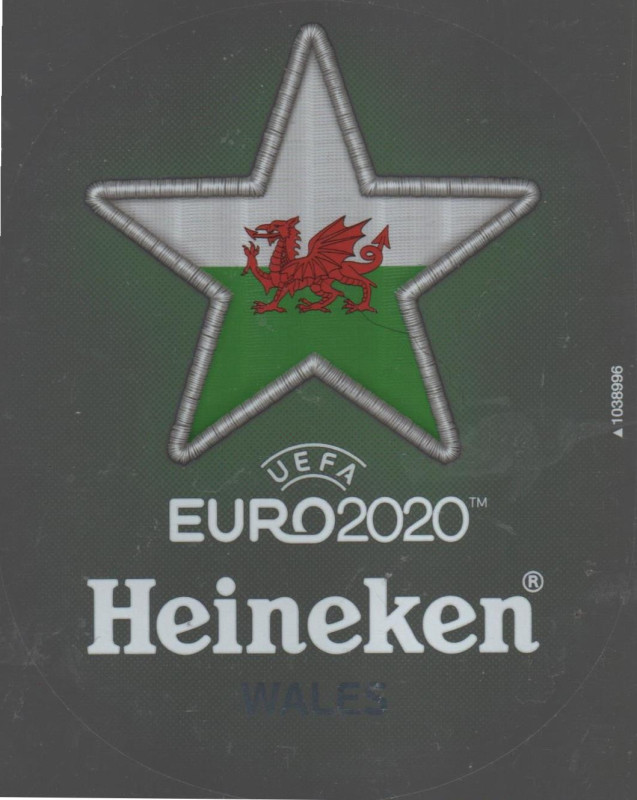 UEFA
EURO2020™
Heineken®
WALES
▲1038996